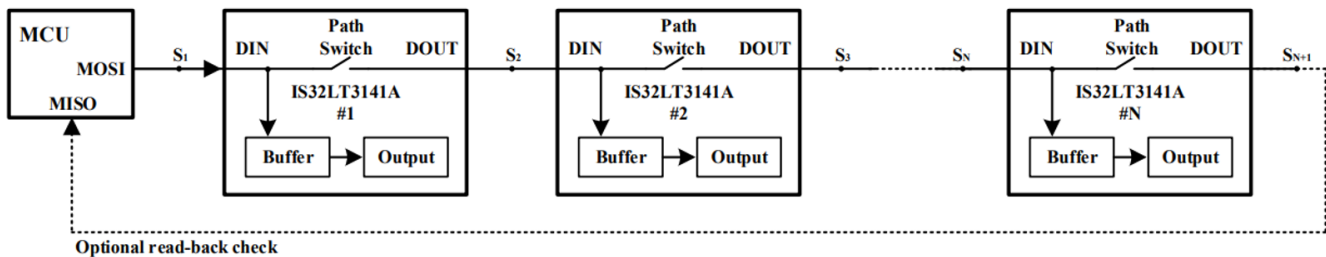 MCU
MOSI
MISO
S1
DIN
Path
Switch
DOUT
IS32LT3141A
#1
Buffer
Output
S2
DIN
Path
Switch
DOUT
IS32LT3141A
#2
Buffer
Output
S3
SN
DIN
Path
Switch
DOUT
IS32LT3141A
#N
Buffer
Output
SN+1
Optional read-back check